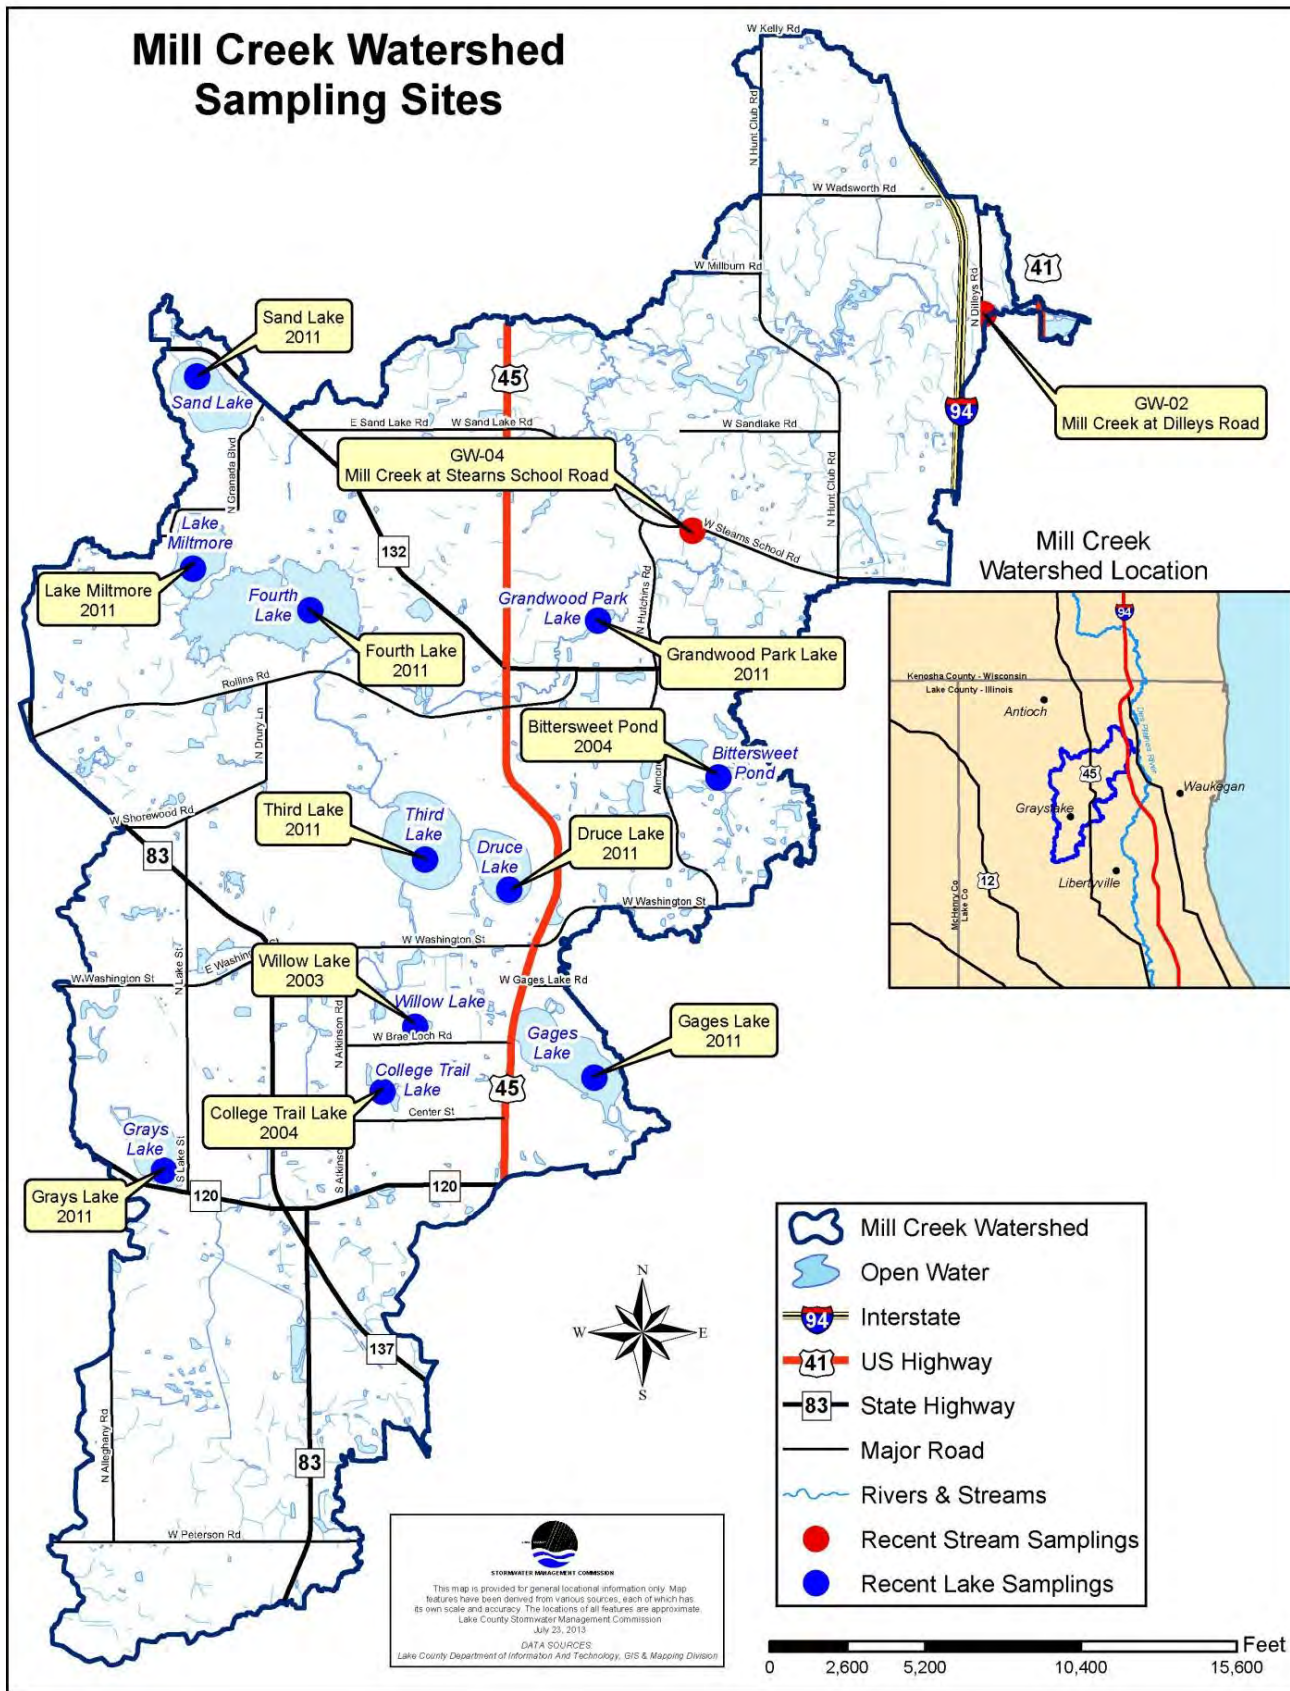 Mill Creek Watershed
Sampling Sites
W Kelly Rd
N Hunt Club Rd
W Wadsworth Rd
W Millburn Rd
41
N Dilleys Rd
Sand Lake
2011
Sand Lake
45
94
GW-02
Mill Creek at Dilleys Road
E Sand Lake Rd
W Sand Lake Rd
W Sandlake Rd
N Granada Blvd
GW-04
Mill Creek at Stearns School Road
N Hunt Club Rd
W Stearns School Rd
Lake
Miltmore
132
Lake Miltmore
2011
Fourth
Lake
Fourth Lake
2011
Grandwood Park
Lake
N Hutchins Rd
Grandwood Park Lake
2011
Rollins Rd
N Drury Ln
Bittersweet Pond
2004
Bittersweet
Pond
Almond
W Shorewood Rd
83
Third Lake
2011
Third
Lake
Druce
Lake
Druce Lake
2011
W Washington St
W Washington St
E Washing
W Washington St
N Lake St
Willow Lake
2003
Willow Lake
W Gages Lake Rd
N Atkinson Rd
W Brae Loch Rd
Gages
Lake
Gages Lake
2011
College Trail
Lake
45
College Trail Lake
2004
Center St
Grays
Lake
S Lake St
S Atkinson
Grays Lake
2011
120
120
137
83
N Alleghany Rd
W Peterson Rd
Mill Creek
Watershed Location
94
Kenosha County - Wisconsin
Lake County - Illinois
Antioch
Des Plaines River
45
Waukegan
Grayslake
12
Libertyville
McHenry Co
Lake Co
N
W
E
S
Mill Creek Watershed
Open Water
94 Interstate
41 US Highway
83 State Highway
Major Road
Rivers & Streams
Recent Stream Samplings
Recent Lake Samplings
STORMWATER MANAGEMENT COMMISSION
This map is provided for general locational information only. Map
features have been derived from various sources, each of which has
its own scale and accuracy. The locations of all features are approximate.
Lake County Stormwater Management Commission
July 23, 2013
DATA SOURCES:
Lake County Department of Information And Technology, GIS & Mapping Division
Feet
0 2,600 5,200 10,400 15,600